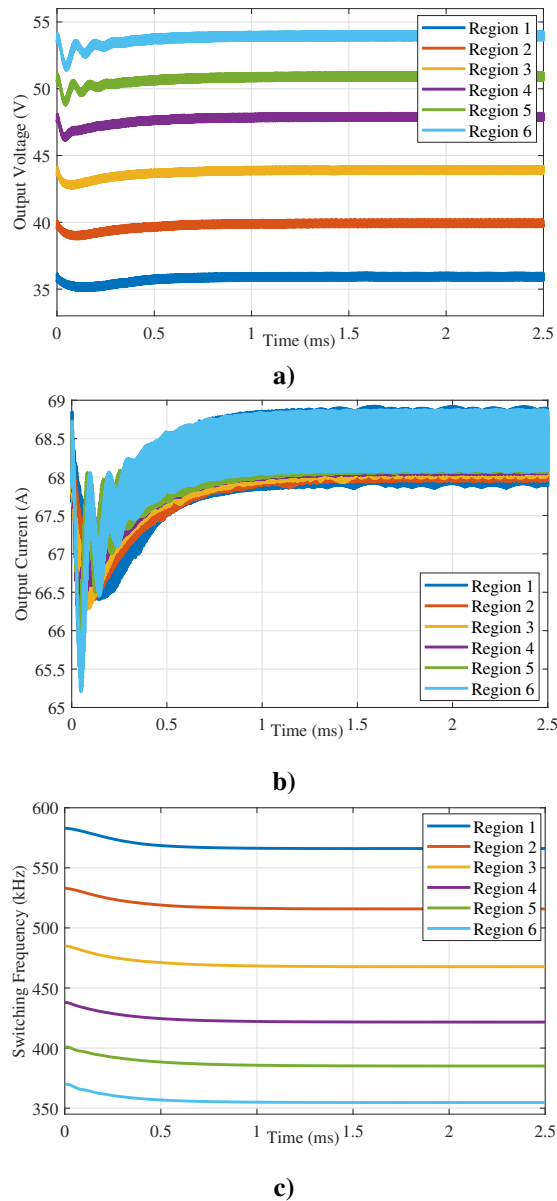 55
50
45
40
35
Output Voltage (V)
Region 1
Region 2
Region 3
Region 4
Region 5
Region 6
0
0.5
1
1.5
2
2.5
Time (ms)
a)
69
68.5
68
67.5
67
66.5
66
65.5
65
Output Current (A)
Region 1
Region 2
Region 3
Region 4
Region 5
Region 6
0
0.5
1
1.5
2
2.5
Time (ms)
b)
600
550
500
450
400
350
Switching Frequency (kHz)
Region 1
Region 2
Region 3
Region 4
Region 5
Region 6
0
0.5
1
1.5
2
2.5
Time (ms)
c)